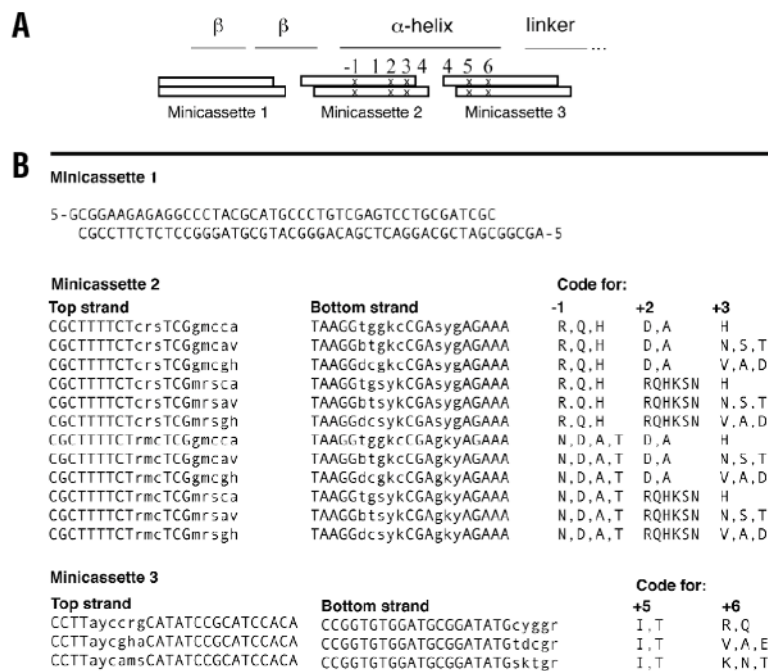 A
β β α-helix linker ...
-1 1 2 3 4 4 5 6
x x x x x
x x x x x
Minicassette 1 Minicassette 2 Minicassette 3
B
Minicassette 1
5-GCGGAAGAGAGGCCCTACGCATGCCCTGTCGAGTCCTGCGATCGC
CGCCTTCTCTCCGGGATGCGTACGGGACAGCTCAGGACGCTAGCGGCGA-5
Minicassette 2 Code for:
Top strand Bottom strand -1 +2 +3
CGCTTTTCTcrsTCGgmcca TAAGGtggkcCGAsygAGAAA R,Q,H D,A H
CGCTTTTCTcrsTCGgmcav TAAGGbtgkcCGAsygAGAAA R,Q,H D,A N,S,T
CGCTTTTCTcrsTCGgmcgh TAAGGdcgkcCGAsygAGAAA R,Q,H D,A V,A,D
CGCTTTTCTcrsTCGmrsca TAAGGtgsykCGAsygAGAAA R,Q,H RQHKSN H
CGCTTTTCTcrsTCGmrsav TAAGGbtsykCGAsygAGAAA R,Q,H RQHKSN N,S,T
CGCTTTTCTcrsTCGmrsgh TAAGGdcsykCGAsygAGAAA R,Q,H RQHKSN V,A,D
CGCTTTTCTrmcTCGgmcca TAAGGtggkcCGAgkyAGAAA N,D,A,T D,A H
CGCTTTTCTrmcTCGgmcav TAAGGbtgkcCGAgkyAGAAA N,D,A,T D,A N,S,T
CGCTTTTCTrmcTCGgmcgh TAAGGdcgkcCGAgkyAGAAA N,D,A,T D,A V,A,D
CGCTTTTCTrmcTCGmrsca TAAGGtgsykCGAgkyAGAAA N,D,A,T RQHKSN H
CGCTTTTCTrmcTCGmrsav TAAGGbtsykCGAgkyAGAAA N,D,A,T RQHKSN N,S,T
CGCTTTTCTrmcTCGmrsgh TAAGGdcsykCGAgkyAGAAA N,D,A,T RQHKSN V,A,D
Minicassette 3 Code for:
Top strand Bottom strand +5 +6
CCTTayccrgCATATCCGCATCCACA CCGGTGTGGATGCGGATATGcyggr I,T R,Q
CCTTaycghaCATATCCGCATCCACA CCGGTGTGGATGCGGATATGtdcgr I,T V,A,E
CCTTaycamsCATATCCGCATCCACA CCGGTGTGGATGCGGATATGsktgr I,T K,N,T